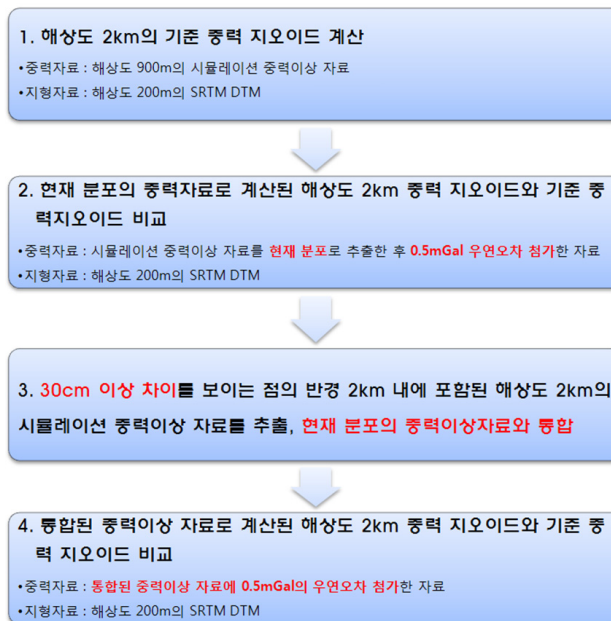 1. 해상도 2km의 기준 중력 지오이드 계산
•중력자료 : 해상도 900m의 시뮬레이션 중력이상 자료
•지형자료 : 해상도 200m의 SRTM DTM
2. 현재 분포의 중력자료로 계산된 해상도 2km 중력 지오이드와 기준 중
력지오이드 비교
•중력자료 : 시뮬레이션 중력이상 자료를 현재 분포로 추출한 후 0.5mGal 우연오차 첨가한 자료
•지형자료 : 해상도 200m의 SRTM DTM
3. 30cm 이상 차이를 보이는 점의 반경 2km 내에 포함된 해상도 2km의
시뮬레이션 중력이상 자료를 추출, 현재 분포의 중력이상자료와 통합
4. 통합된 중력이상 자료로 계산된 해상도 2km 중력 지오이드와 기준 중
력 지오이드 비교
•중력자료 : 통합된 중력이상 자료에 0.5mGal의 우연오차 첨가한 자료
•지형자료 : 해상도 200m의 SRTM DTM